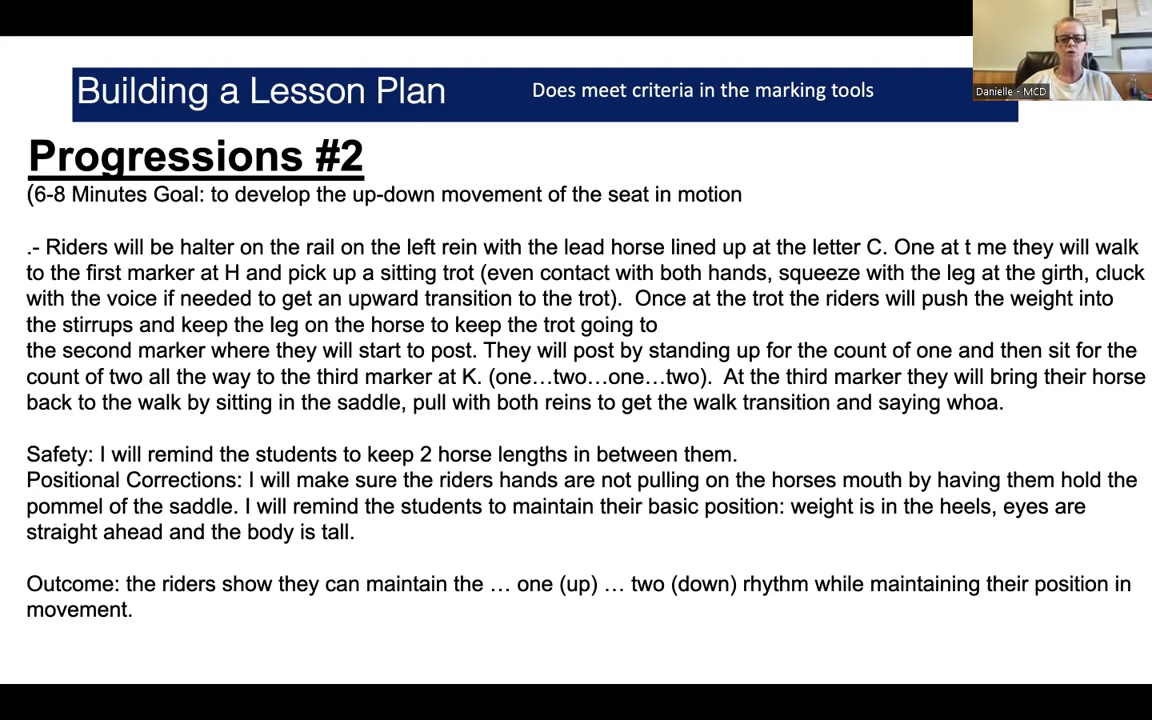 Building a Lesson Plan
Does meet criteria in the marking tools
Danielle - MCD
Progressions #2
(6-8 Minutes Goal: to develop the up-down movement of the seat in motion
.- Riders will be halter on the rail on the left rein with the lead horse lined up at the letter C. One at t me they will walk
to the first marker at H and pick up a sitting trot (even contact with both hands, squeeze with the leg at the girth, cluck
with the voice if needed to get an upward transition to the trot).  Once at the trot the riders will push the weight into
the stirrups and keep the leg on the horse to keep the trot going to
the second marker where they will start to post. They will post by standing up for the count of one and then sit for the
count of two all the way to the third marker at K. (one…two…one…two).  At the third marker they will bring their horse
back to the walk by sitting in the saddle, pull with both reins to get the walk transition and saying whoa.
Safety: I will remind the students to keep 2 horse lengths in between them.
Positional Corrections: I will make sure the riders hands are not pulling on the horses mouth by having them hold the
pommel of the saddle. I will remind the students to maintain their basic position: weight is in the heels, eyes are
straight ahead and the body is tall.
Outcome: the riders show they can maintain the … one (up) … two (down) rhythm while maintaining their position in
movement.